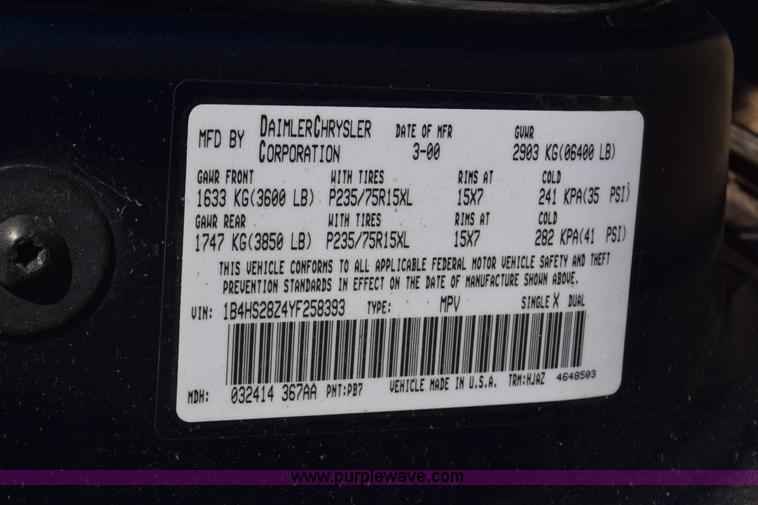 MFD BY DAIMLERCHRYSLER CORPORATION DATE OF MFR 3-00 GVWR 2903 KG(06400 LB)
GAWR FRONT WITH TIRES RIMS AT COLD
1633 KG(3600 LB) P235/75R15XL 15X7 241 KPA(35 PSI)
GAWR REAR WITH TIRES RIMS AT COLD
1747 KG(3850 LB) P235/75R15XL 15X7 282 KPA(41 PSI)
THIS VEHICLE CONFORMS TO ALL APPLICABLE FEDERAL MOTOR VEHICLE SAFETY AND THEFT
PREVENTION STANDARDS IN EFFECT ON THE DATE OF MANUFACTURE SHOWN ABOVE.
VIN: 1B4HS28Z4YF258393 TYPE: MPV SINGLE X DUAL
MDH: 032414 367AA PNT:PB7 VEHICLE MADE IN U.S.A. TRM:HJAZ 4648503
www.purplewave.com